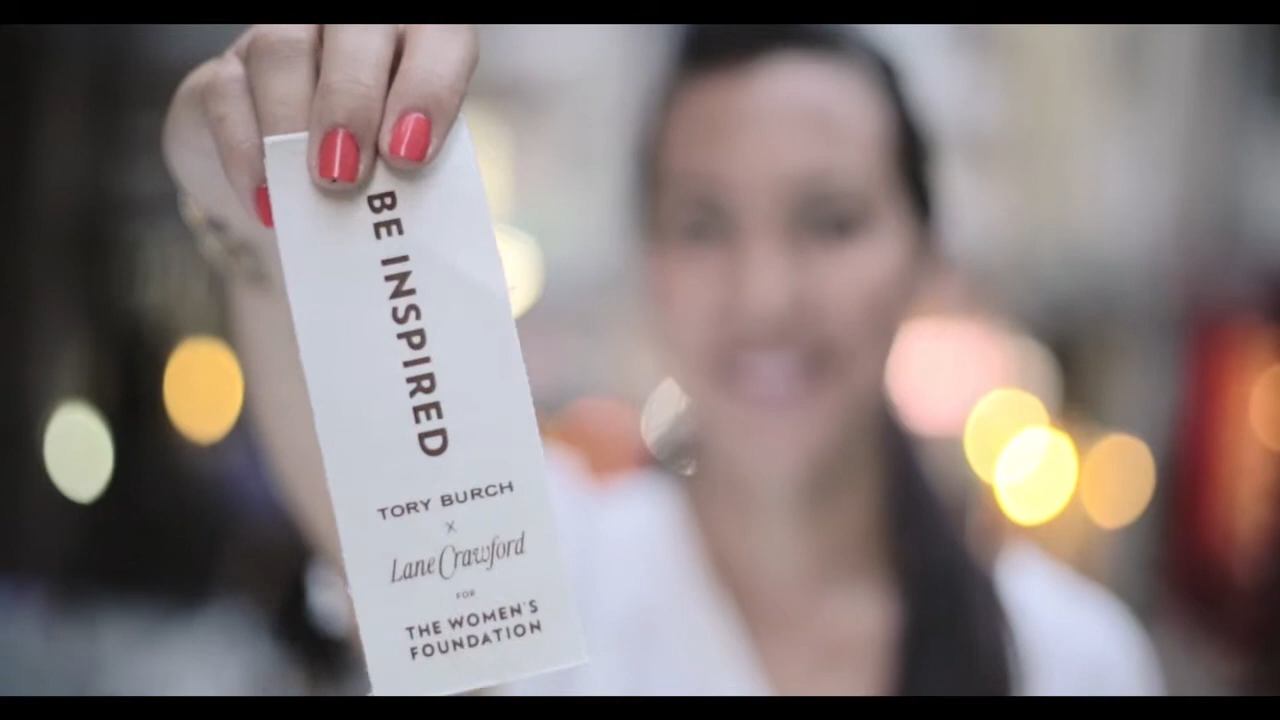 BE INSPIRED
TORY BURCH
X
Lane Crawford
FOR
THE WOMEN'S
FOUNDATION